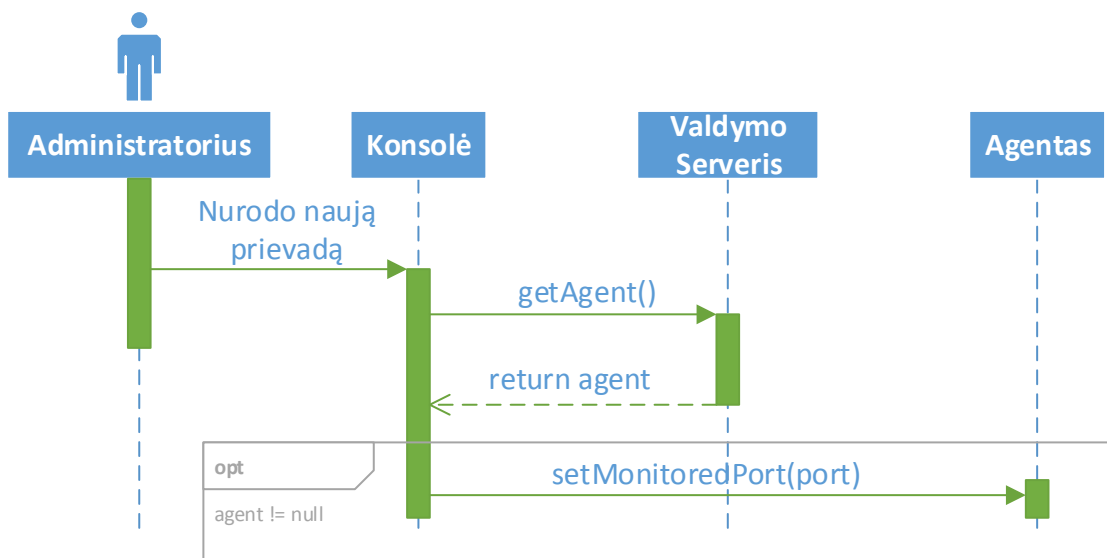 Administratorius
Konsolė
Valdymo
Serveris
Agentas
Nurodo naują
prievadą
getAgent()
return agent
opt
setMonitoredPort(port)
agent != null